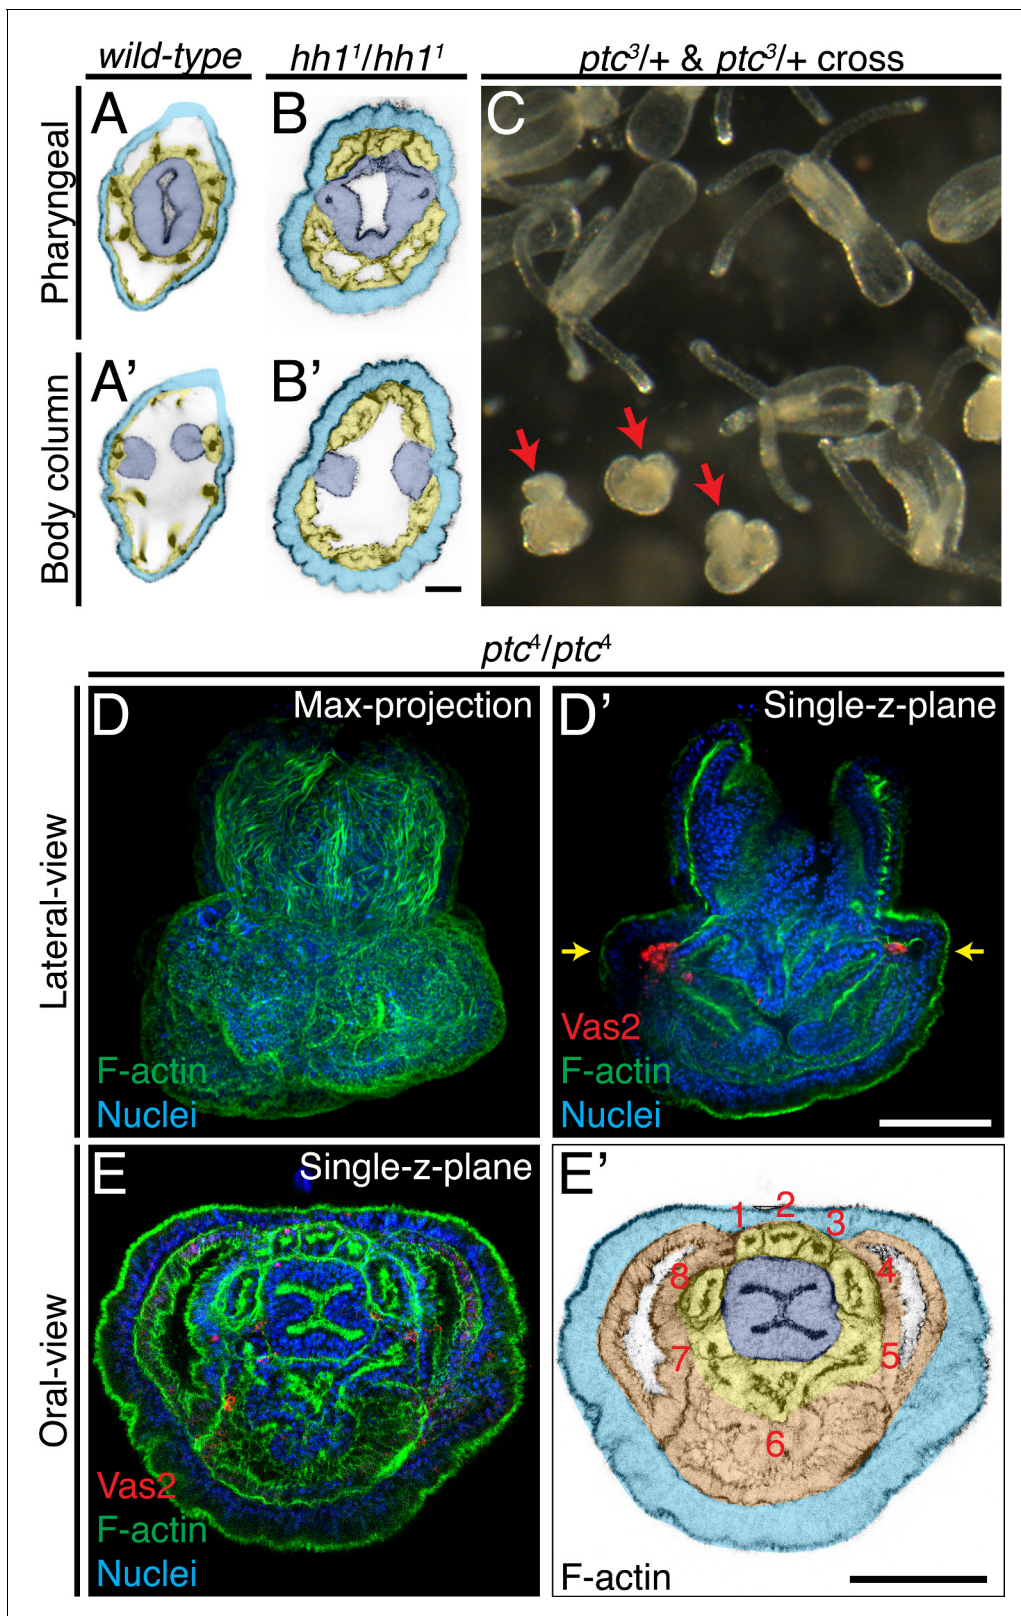 wild-type
hh1¹/hh1¹
ptc³/+ & ptc³/+ cross
Pharyngeal
A
B
C
Body column
A'
B'
ptc⁴/ptc⁴
Lateral-view
D
Max-projection
F-actin
Nuclei
D'
Single-z-plane
Vas2
F-actin
Nuclei
Oral-view
E
Single-z-plane
Vas2
F-actin
Nuclei
E'
1
2
3
4
5
6
7
8
F-actin